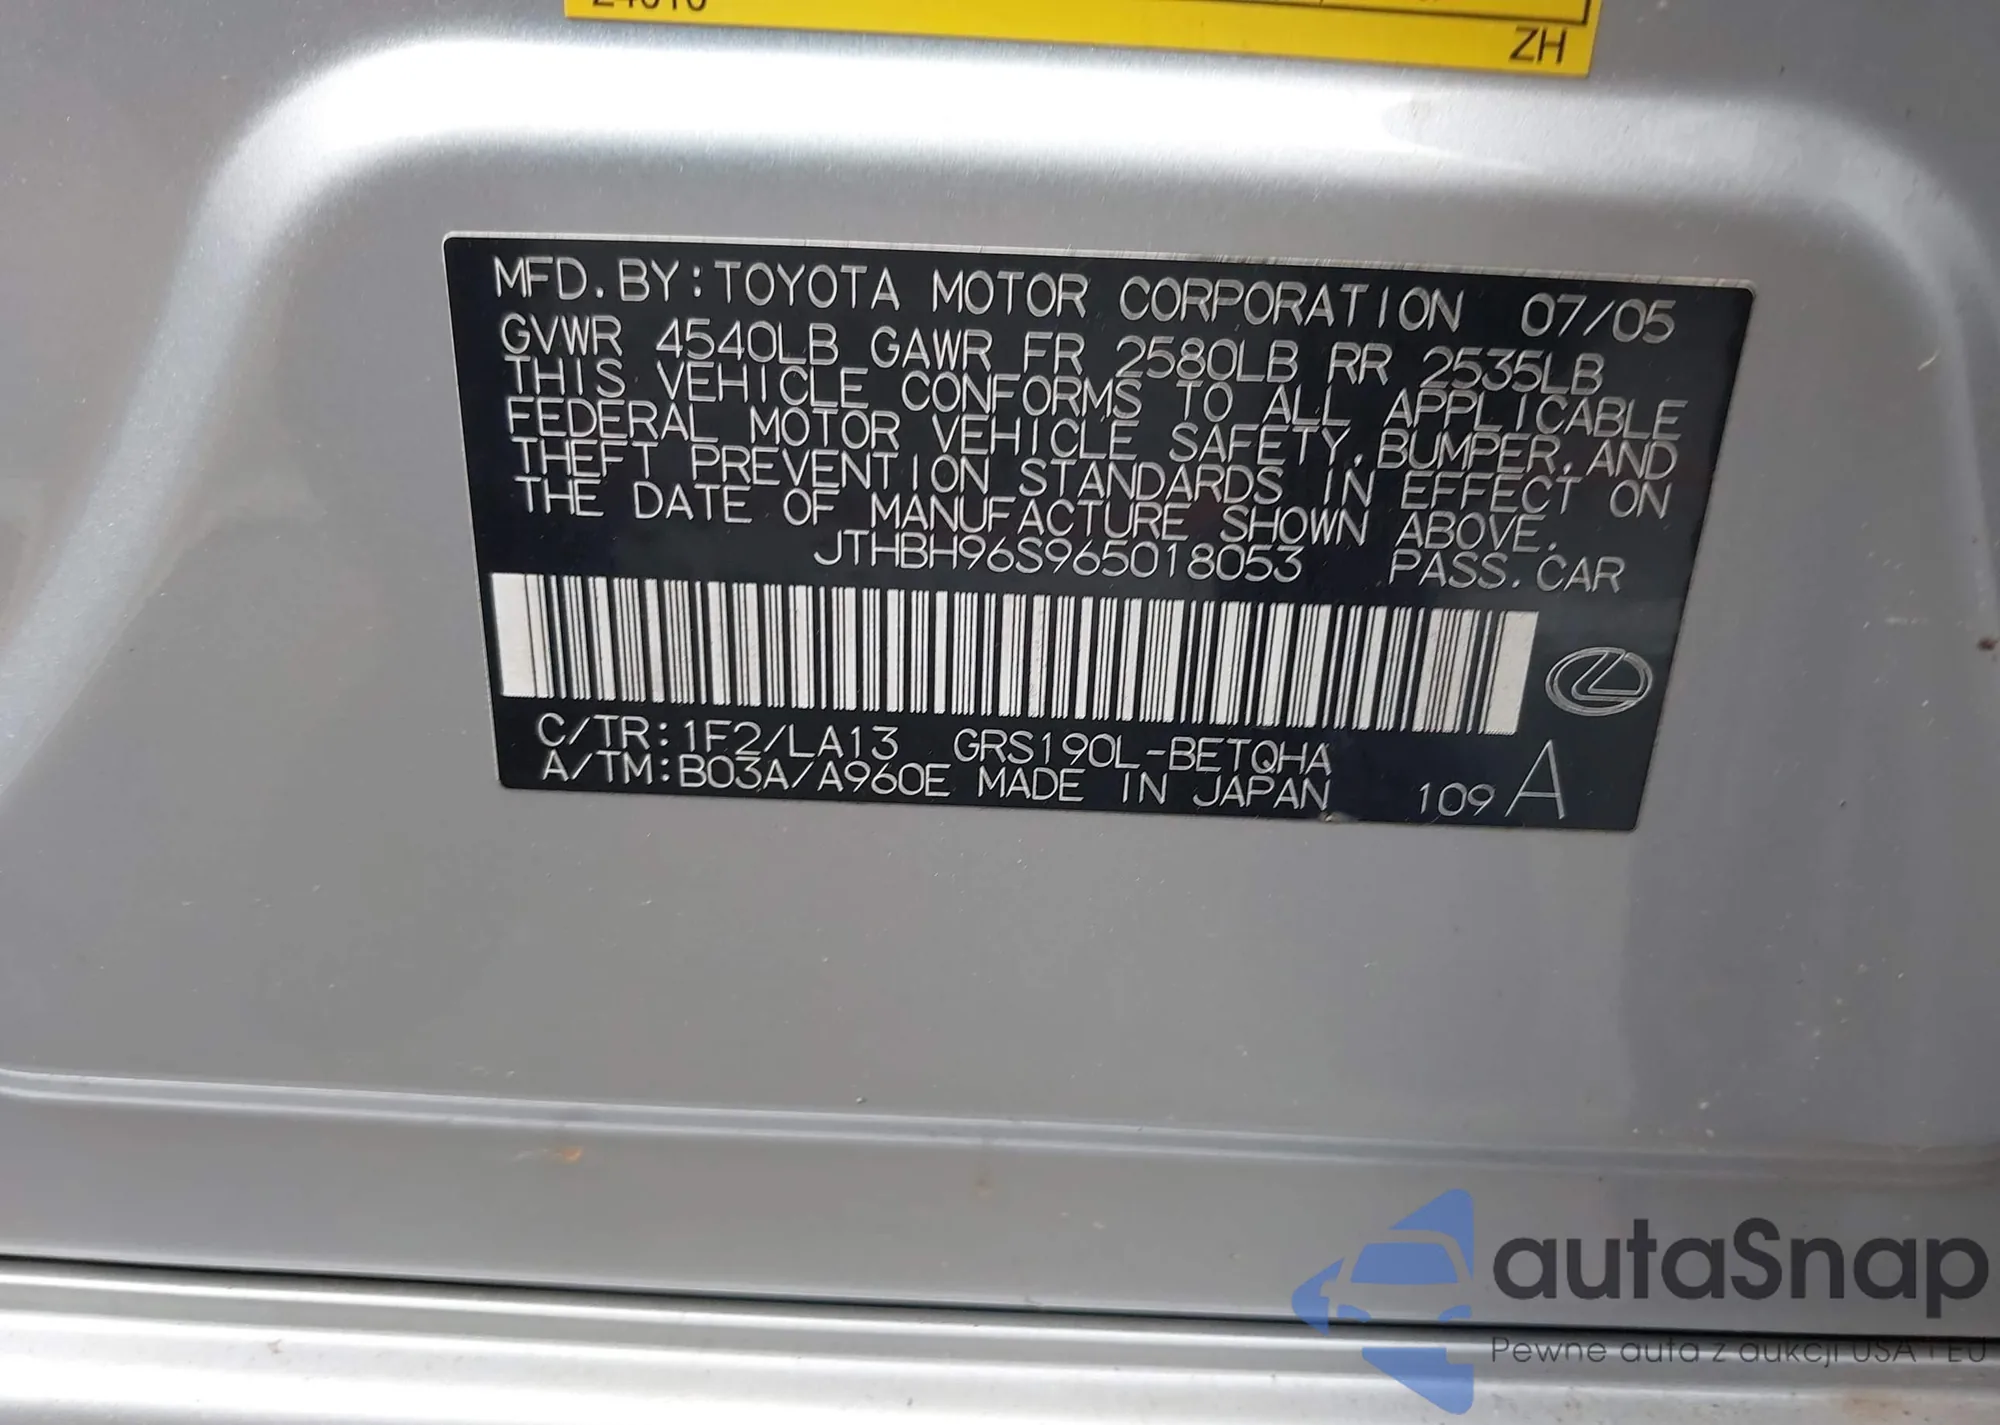 ZH
MFD. BY: TOYOTA MOTOR CORPORATION 07/05
GVWR 4540LB GAWR FR 2580LB RR 2535LB
THIS VEHICLE CONFORMS TO ALL APPLICABLE
FEDERAL MOTOR VEHICLE SAFETY, BUMPER, AND
THEFT PREVENTION STANDARDS IN EFFECT ON
THE DATE OF MANUFACTURE SHOWN ABOVE.
JTHBH96S965018053 PASS. CAR
C/TR: 1F2/LA13 GRS190L-BETQHA
A/TM: B03A/A960E MADE IN JAPAN 109 A
autaSnap
Pewne auta z aukcji USA i EU